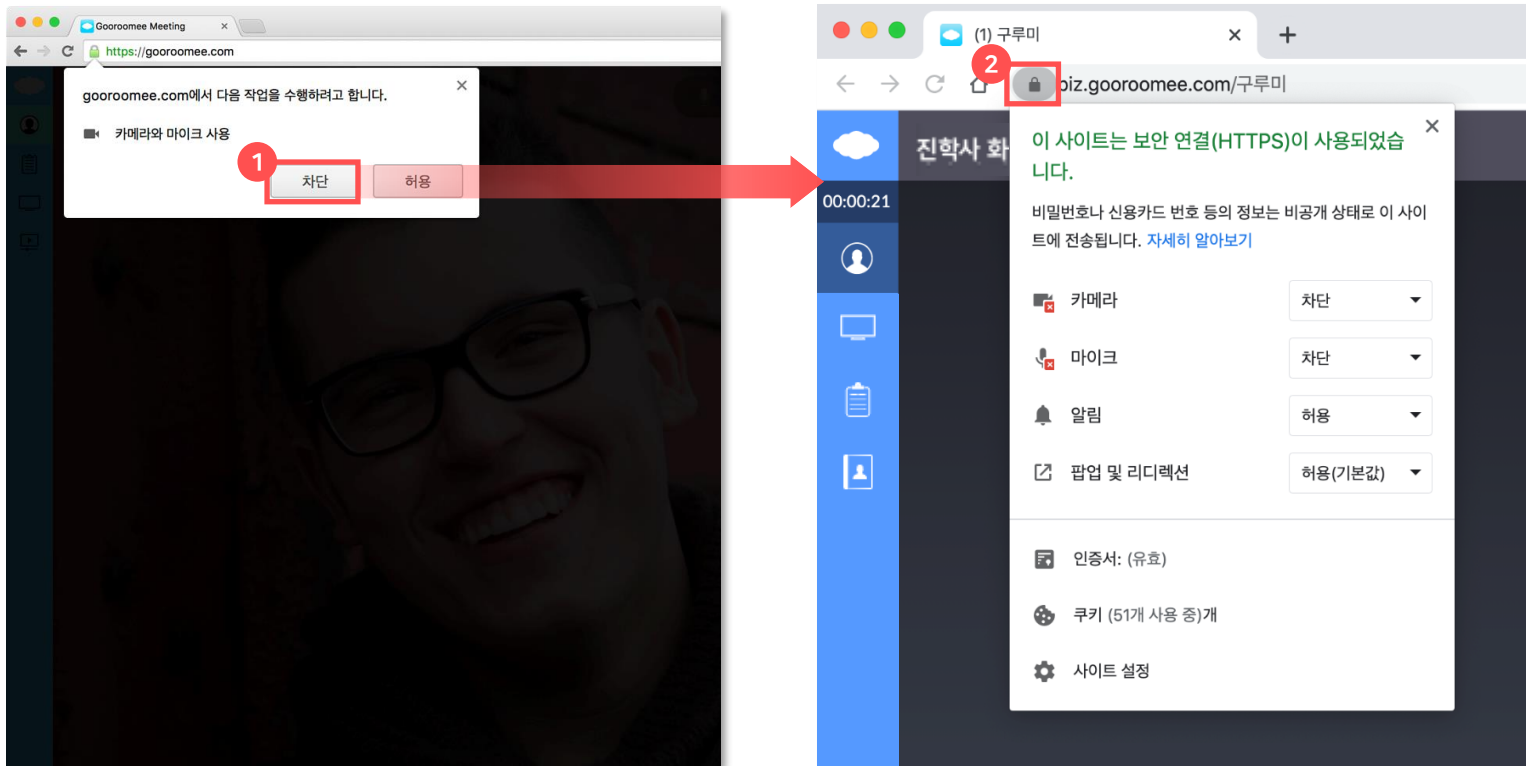 Gooroomee Meeting
https://gooroomee.com
gooroomee.com에서 다음 작업을 수행하려고 합니다.
카메라와 마이크 사용
1
차단
허용
(1) 구루미
2
biz.gooroomee.com/구루미
진학사 화
00:00:21
이 사이트는 보안 연결(HTTPS)이 사용되었습
니다.
비밀번호나 신용카드 번호 등의 정보는 비공개 상태로 이 사이
트에 전송됩니다. 자세히 알아보기
카메라 차단
마이크 차단
알림 허용
팝업 및 리디렉션 허용(기본값)
인증서: (유효)
쿠키 (51개 사용 중)개
사이트 설정